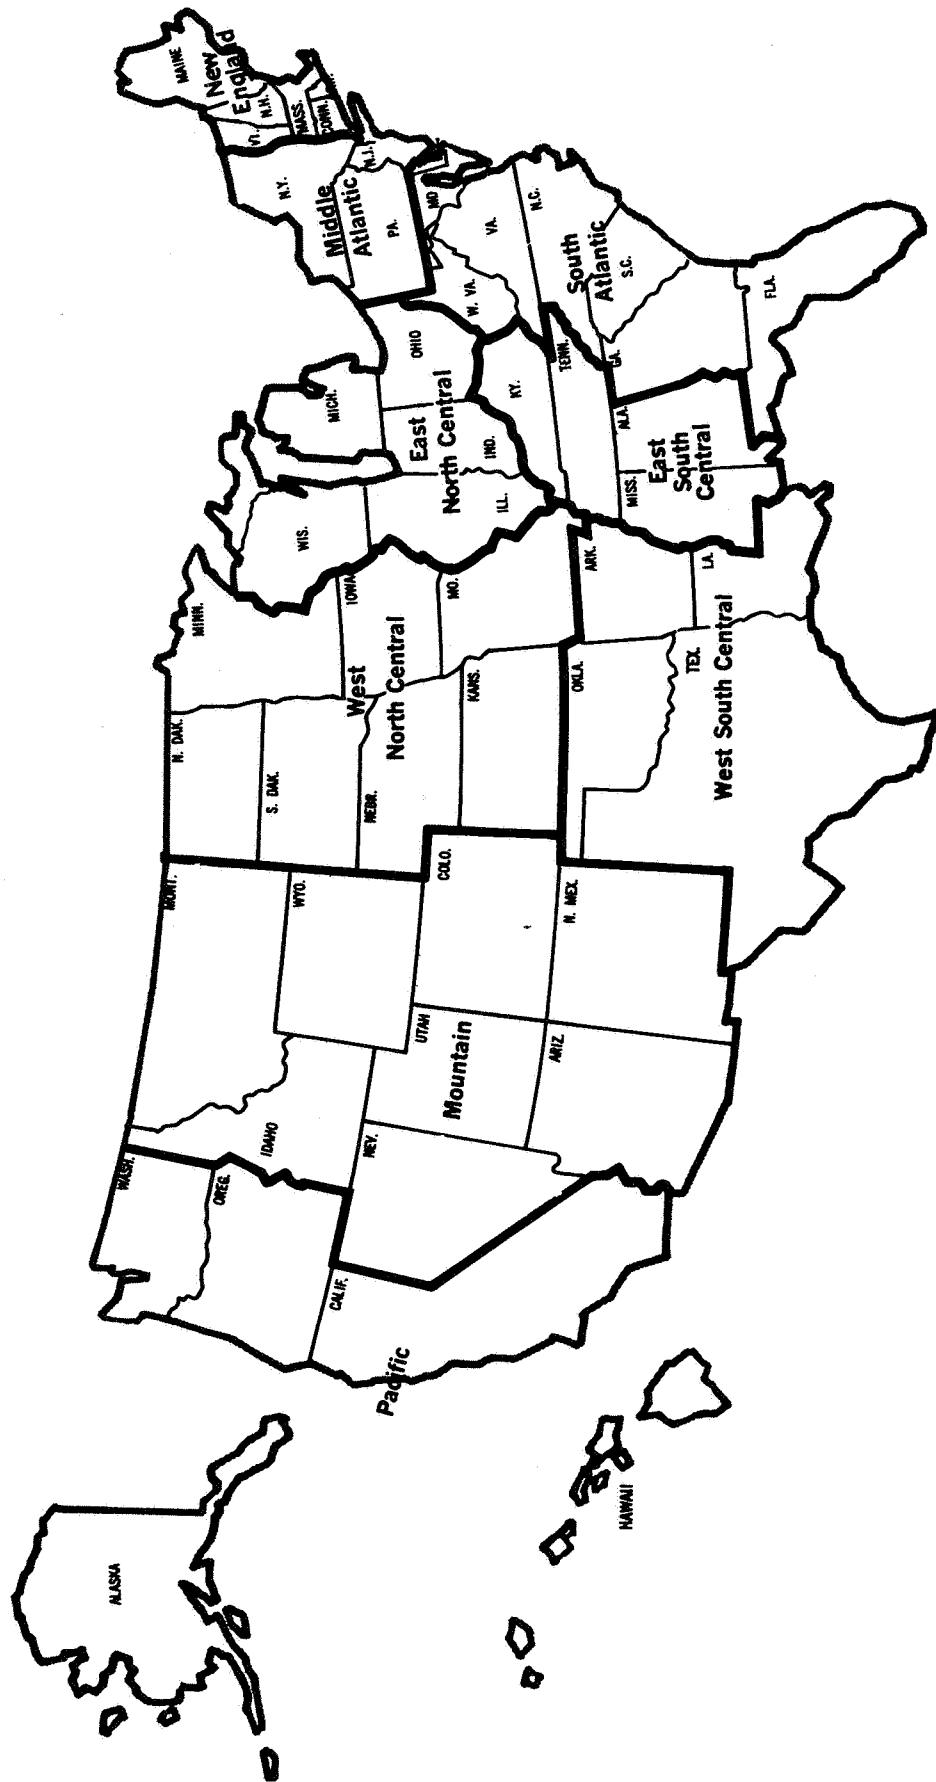 ALASKA
HAWAII
Pacific
WASH.
OREG.
CALIF.
Mountain
MONT.
IDAHO
WYO.
NEV.
UTAH
COLO.
ARIZ.
N. MEX.
West
North Central
N. DAK.
S. DAK.
NEBR.
KANS.
MINN.
IOWA
MO.
West South Central
OKLA.
TEX.
ARK.
LA.
East
North Central
WIS.
MICH.
ILL.
IND.
OHIO
East
South
Central
KY.
TENN.
MISS.
ALA.
South
Atlantic
W. VA.
VA.
MD
N.C.
S.C.
GA.
FLA.
Middle
Atlantic
N.Y.
PA.
N.J.
New
England
MAINE
VT.
N.H.
MASS.
CONN.